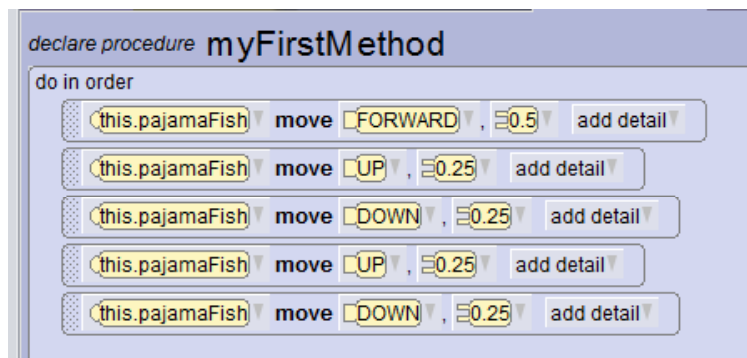 declare procedure myFirstMethod
do in order
this.pajamaFish move FORWARD , 0.5 add detail
this.pajamaFish move UP , 0.25 add detail
this.pajamaFish move DOWN , 0.25 add detail
this.pajamaFish move UP , 0.25 add detail
this.pajamaFish move DOWN , 0.25 add detail